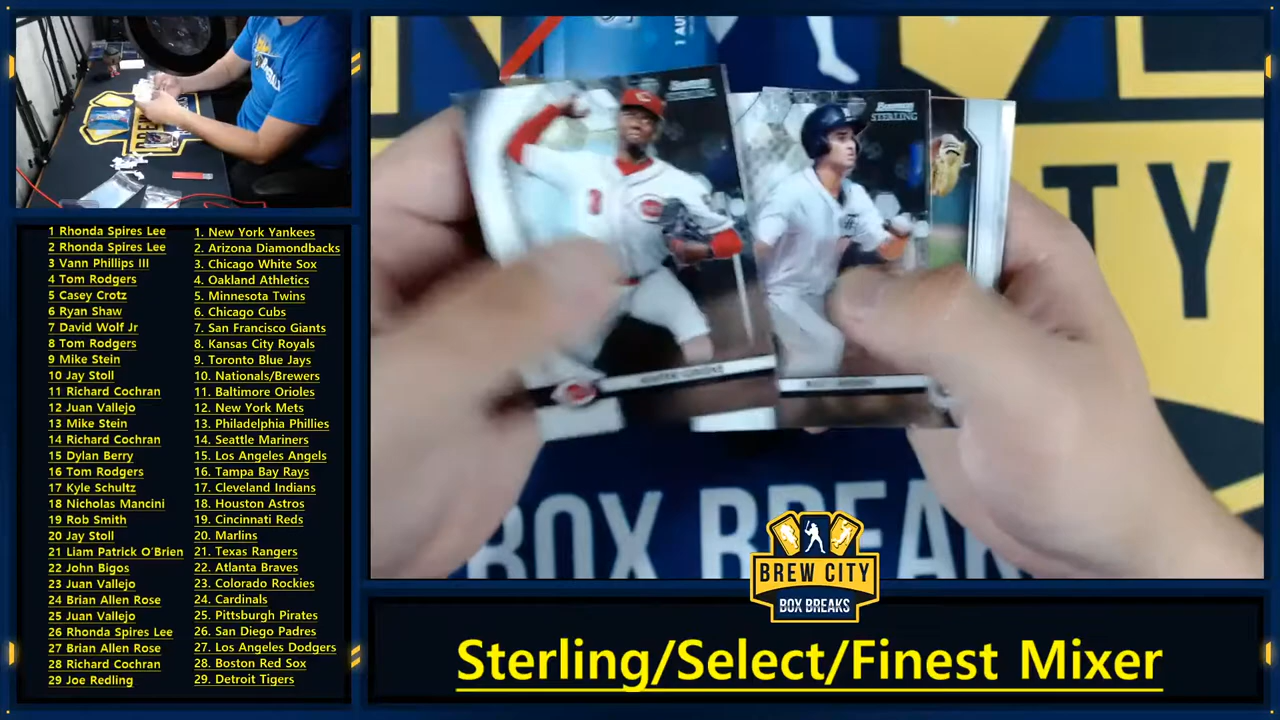 1 Rhonda Spires Lee
2 Rhonda Spires Lee
3 Vann Phillips III
4 Tom Rodgers
5 Casey Crotz
6 Ryan Shaw
7 David Wolf Jr
8 Tom Rodgers
9 Mike Stein
10 Jay Stoll
11 Richard Cochran
12 Juan Vallejo
13 Mike Stein
14 Richard Cochran
15 Dylan Berry
16 Tom Rodgers
17 Kyle Schultz
18 Nicholas Mancini
19 Rob Smith
20 Jay Stoll
21 Liam Patrick O'Brien
22 John Bigos
23 Juan Vallejo
24 Brian Allen Rose
25 Juan Vallejo
26 Rhonda Spires Lee
27 Brian Allen Rose
28 Richard Cochran
29 Joe Redling
1. New York Yankees
2. Arizona Diamondbacks
3. Chicago White Sox
4. Oakland Athletics
5. Minnesota Twins
6. Chicago Cubs
7. San Francisco Giants
8. Kansas City Royals
9. Toronto Blue Jays
10. Nationals/Brewers
11. Baltimore Orioles
12. New York Mets
13. Philadelphia Phillies
14. Seattle Mariners
15. Los Angeles Angels
16. Tampa Bay Rays
17. Cleveland Indians
18. Houston Astros
19. Cincinnati Reds
20. Marlins
21. Texas Rangers
22. Atlanta Braves
23. Colorado Rockies
24. Cardinals
25. Pittsburgh Pirates
26. San Diego Padres
27. Los Angeles Dodgers
28. Boston Red Sox
29. Detroit Tigers
1 AUT
Bowman
STERLING
TY
BOX BREAK
BREW CITY
BOX BREAKS
Sterling/Select/Finest Mixer